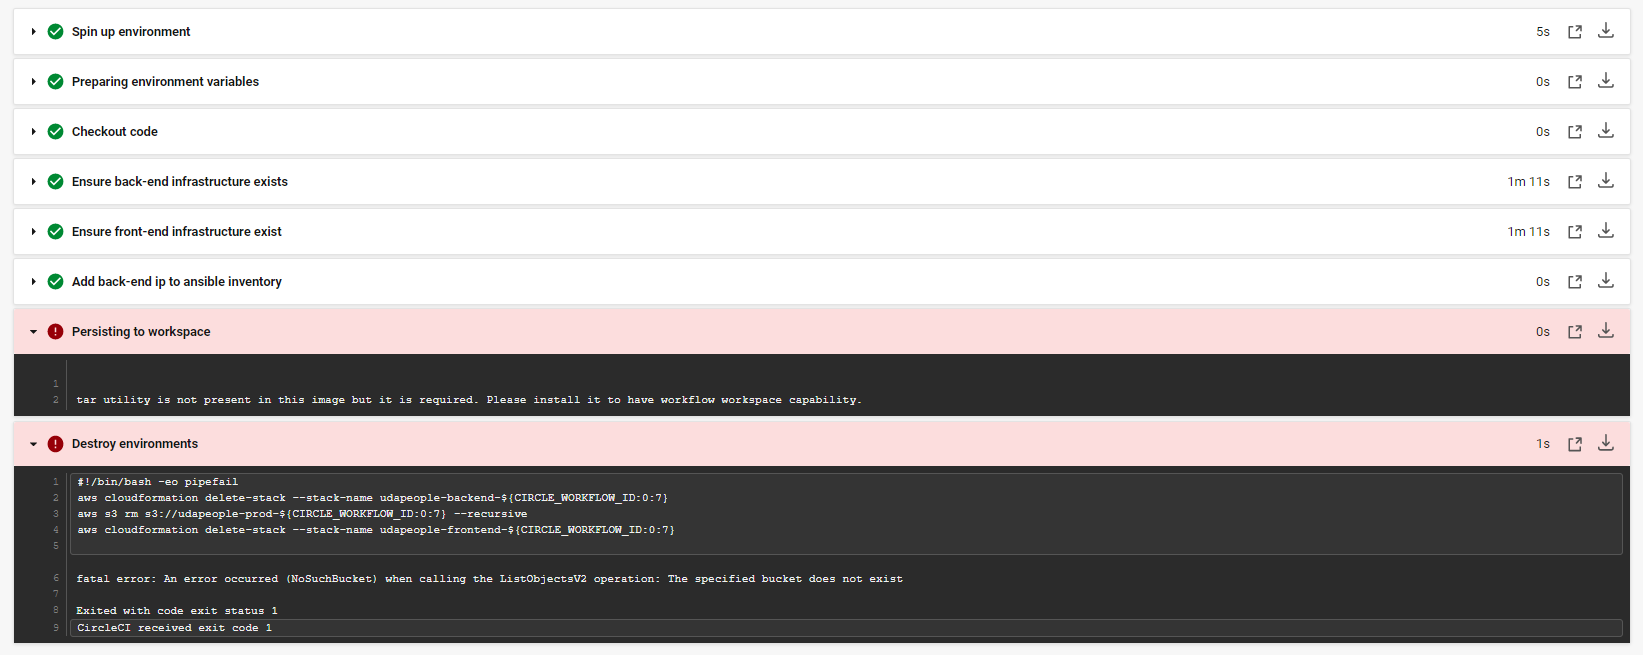 Spin up environment 5s
Preparing environment variables 0s
Checkout code 0s
Ensure back-end infrastructure exists 1m 11s
Ensure front-end infrastructure exist 1m 11s
Add back-end ip to ansible inventory 0s
Persisting to workspace 0s
1
2 tar utility is not present in this image but it is required. Please install it to have workflow workspace capability.
Destroy environments 1s
1 #!/bin/bash -eo pipefail
2 aws cloudformation delete-stack --stack-name udapeople-backend-${CIRCLE_WORKFLOW_ID:0:7}
3 aws s3 rm s3://udapeople-prod-${CIRCLE_WORKFLOW_ID:0:7} --recursive
4 aws cloudformation delete-stack --stack-name udapeople-frontend-${CIRCLE_WORKFLOW_ID:0:7}
5
6 fatal error: An error occurred (NoSuchBucket) when calling the ListObjectsV2 operation: The specified bucket does not exist
7
8 Exited with code exit status 1
9 CircleCI received exit code 1